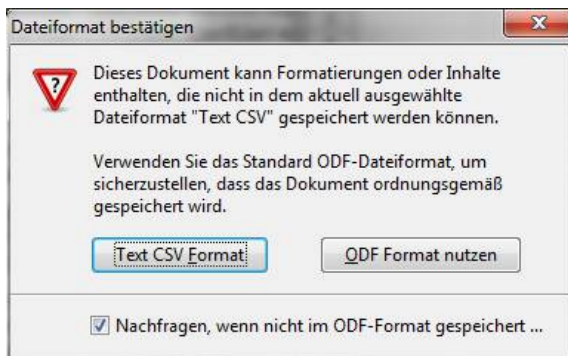 Dateiformat bestätigen
Dieses Dokument kann Formatierungen oder Inhalte
enthalten, die nicht in dem aktuell ausgewählte
Dateiformat "Text CSV" gespeichert werden können.
Verwenden Sie das Standard ODF-Dateiformat, um
sicherzustellen, dass das Dokument ordnungsgemäß
gespeichert wird.
Text CSV Format
ODF Format nutzen
Nachfragen, wenn nicht im ODF-Format gespeichert ...